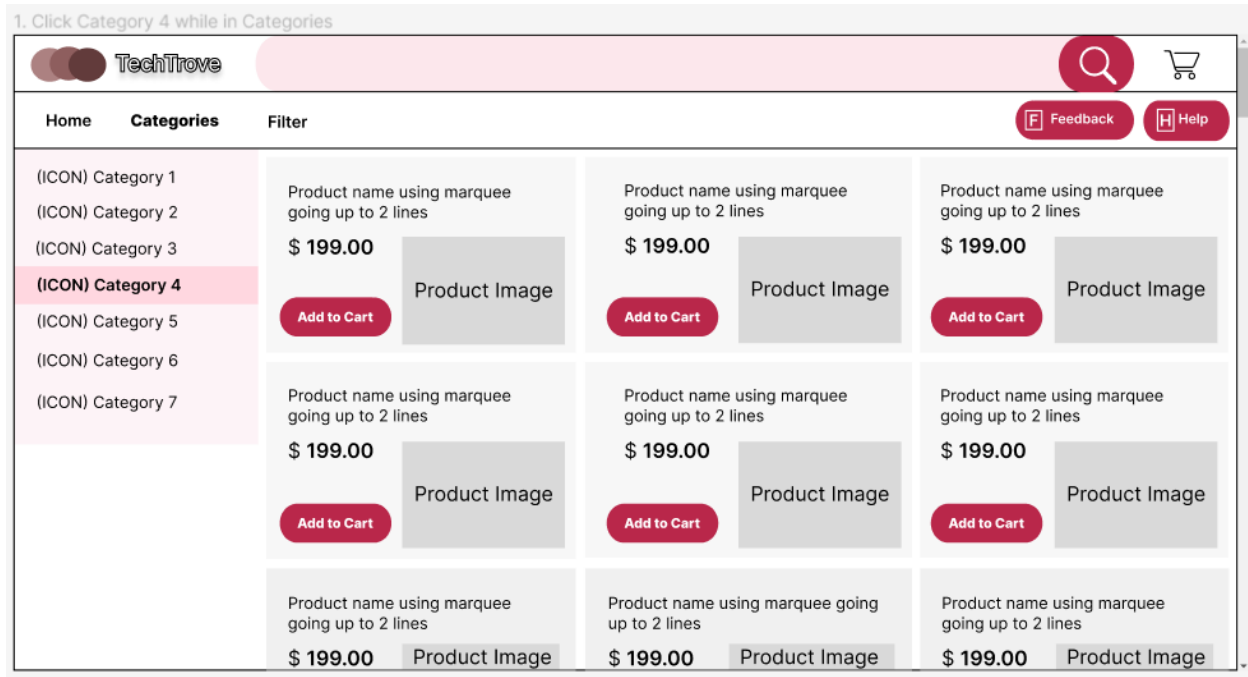 1. Click Category 4 while in Categories
TechTrove
Home Categories Filter
F Feedback
H Help
(ICON) Category 1
(ICON) Category 2
(ICON) Category 3
(ICON) Category 4
(ICON) Category 5
(ICON) Category 6
(ICON) Category 7
Product name using marquee
going up to 2 lines
$ 199.00
Product Image
Add to Cart
Product name using marquee
going up to 2 lines
$ 199.00
Product Image
Add to Cart
Product name using marquee
going up to 2 lines
$ 199.00
Product Image
Add to Cart
Product name using marquee
going up to 2 lines
$ 199.00
Product Image
Add to Cart
Product name using marquee
going up to 2 lines
$ 199.00
Product Image
Add to Cart
Product name using marquee
going up to 2 lines
$ 199.00
Product Image
Add to Cart
Product name using marquee
going up to 2 lines
$ 199.00
Product Image
Product name using marquee going
up to 2 lines
$ 199.00
Product Image
Product name using marquee
going up to 2 lines
$ 199.00
Product Image